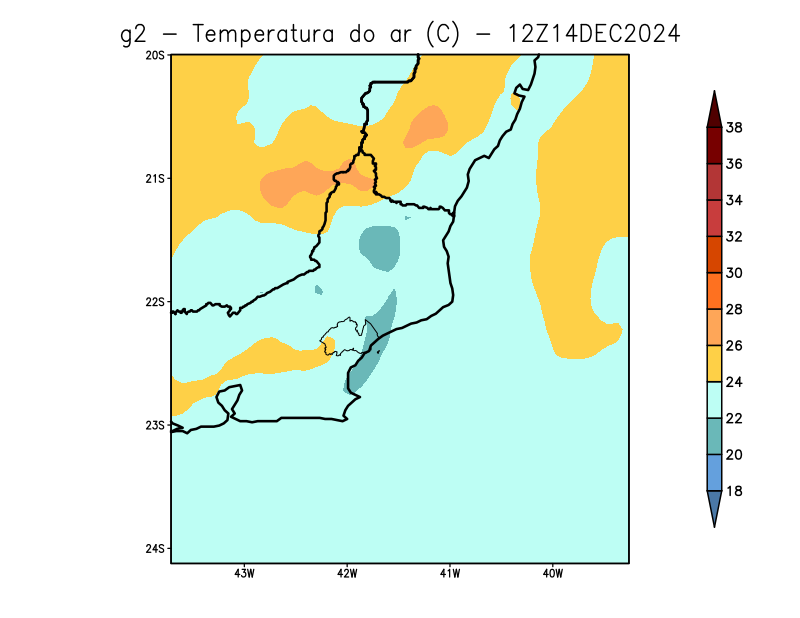 g2 – Temperatura do ar (C) – 12Z14DEC2024
20S
21S
22S
23S
24S
43W
42W
41W
40W
38
36
34
32
30
28
26
24
22
20
18